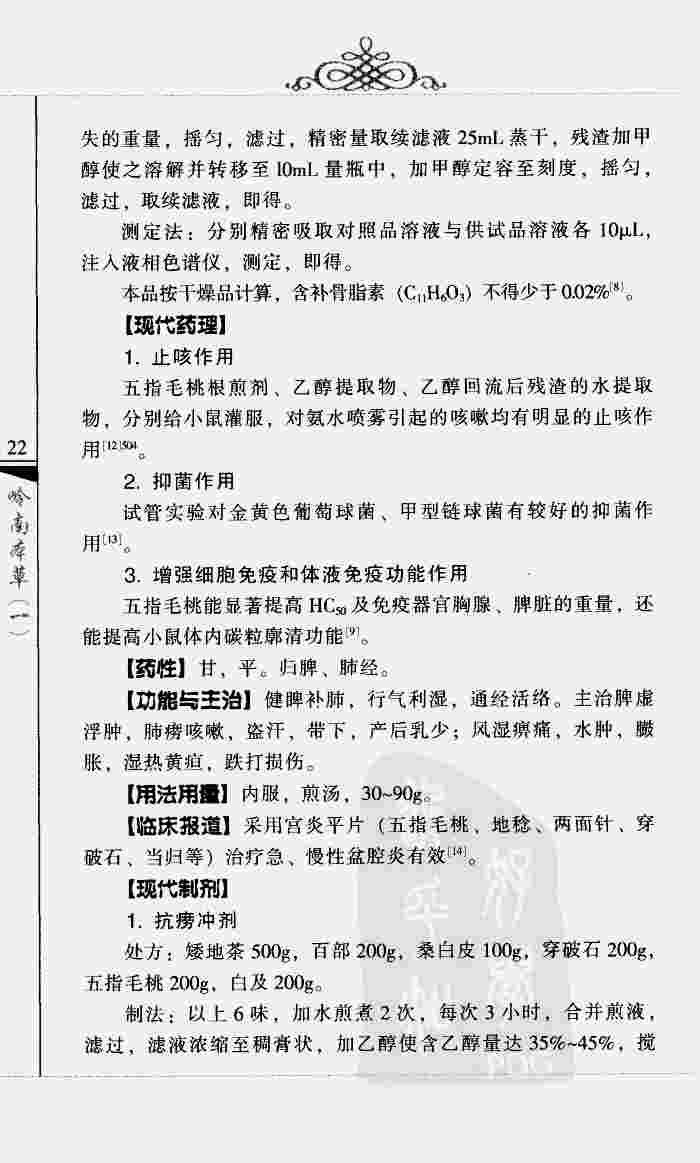 失的重量，摇匀，滤过，精密量取续滤液 25mL 蒸干，残渣加甲
醇使之溶解并转移至 10mL 量瓶中，加甲醇定容至刻度，摇匀，
滤过，取续滤液，即得。
测定法：分别精密吸取对照品溶液与供试品溶液各 10μL，
注入液相色谱仪，测定，即得。
本品按干燥品计算，含补骨脂素（C₁₁H₆O₃）不得少于0.02%[8]。
【现代药理】
1. 止咳作用
五指毛桃根煎剂、乙醇提取物、乙醇回流后残渣的水提取
物，分别给小鼠灌服，对氨水喷雾引起的咳嗽均有明显的止咳作
用[12]504。
2. 抑菌作用
试管实验对金黄色葡萄球菌、甲型链球菌有较好的抑菌作
用[13]。
3. 增强细胞免疫和体液免疫功能作用
五指毛桃能显著提高 HC₅₀ 及免疫器官胸腺、脾脏的重量，还
能提高小鼠体内碳粒廓清功能[9]。
【药性】甘，平。归脾、肺经。
【功能与主治】健脾补肺，行气利湿，通经活络。主治脾虚
浮肿，肺痨咳嗽，盗汗，带下，产后乳少；风湿痹痛，水肿，臌
胀，湿热黄疸，跌打损伤。
【用法用量】内服，煎汤，30~90g。
【临床报道】采用宫炎平片（五指毛桃、地稔、两面针、穿
破石、当归等）治疗急、慢性盆腔炎有效[14]。
【现代制剂】
1. 抗痨冲剂
处方：矮地茶 500g，百部 200g，桑白皮 100g，穿破石 200g，
五指毛桃 200g，白及 200g。
制法：以上 6 味，加水煎煮 2 次，每次 3 小时，合并煎液，
滤过，滤液浓缩至稠膏状，加乙醇使含乙醇量达 35%~45%，搅
22
岭南本草（一）